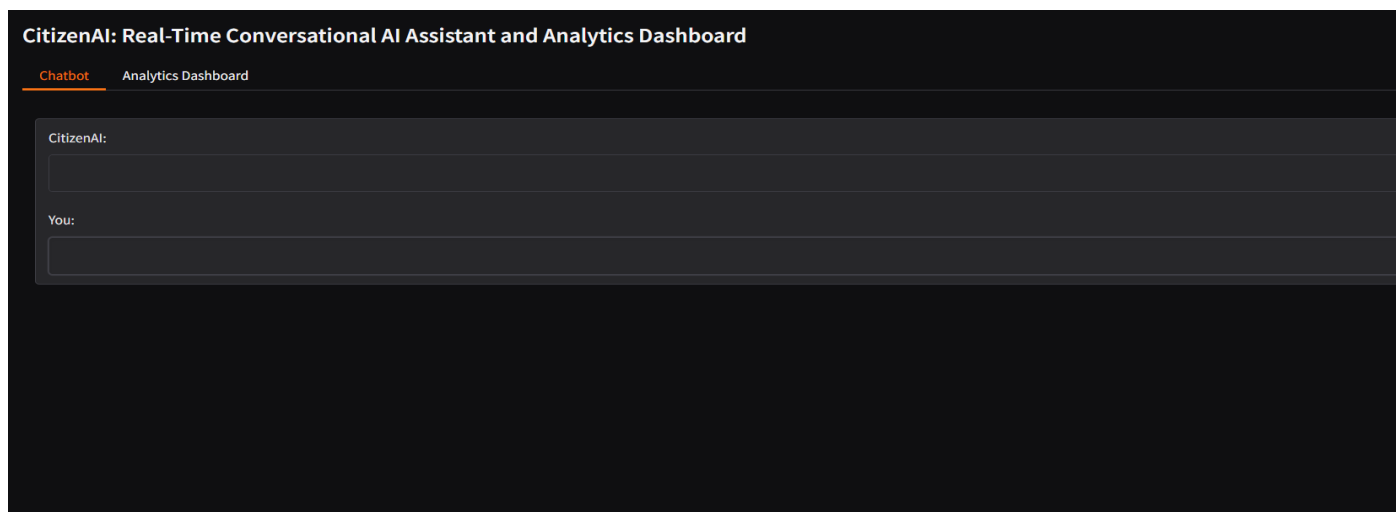 CitizenAI: Real-Time Conversational AI Assistant and Analytics Dashboard
Chatbot Analytics Dashboard
CitizenAI:
You: